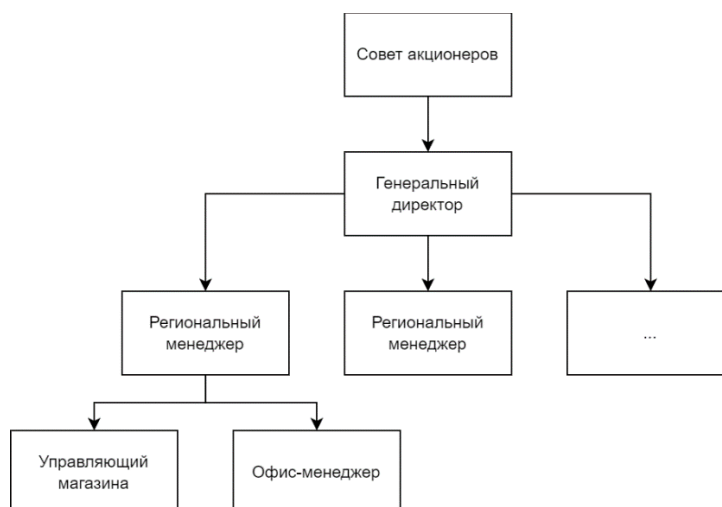 Совет акционеров
Генеральный
директор
Региональный
менеджер
Региональный
менеджер
...
Управляющий
магазина
Офис-менеджер